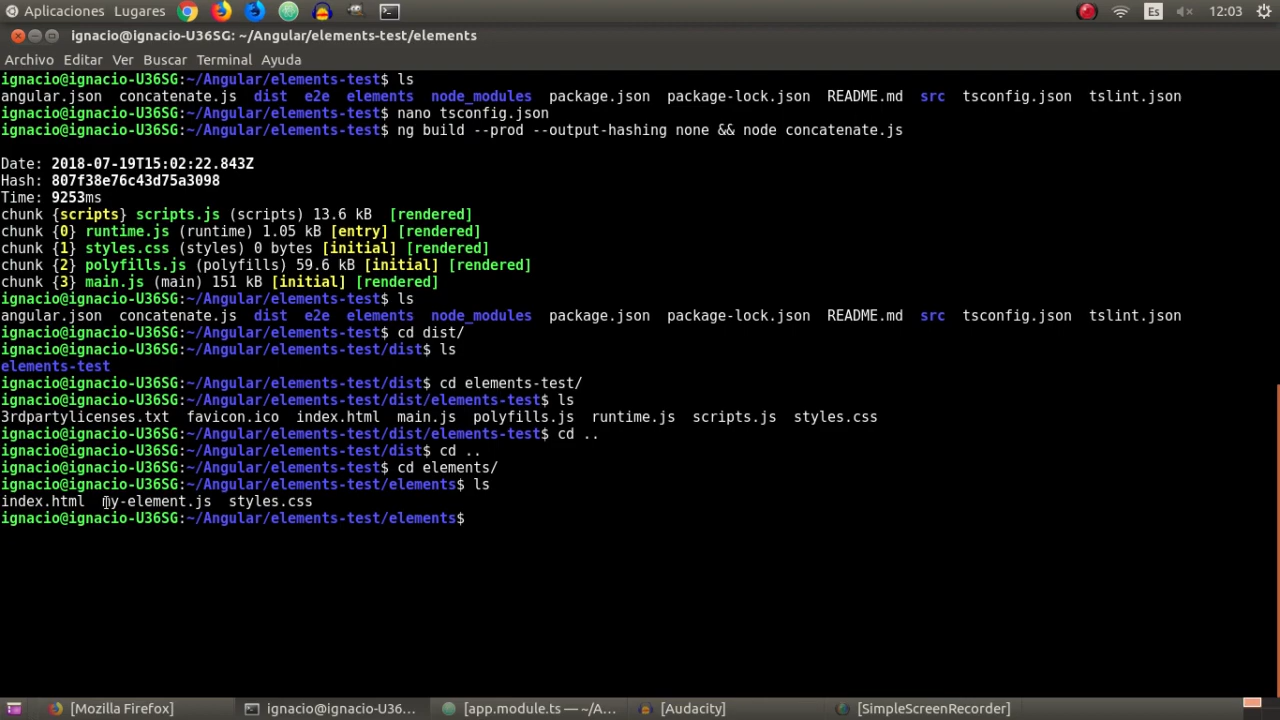 Aplicaciones Lugares Es 12:03
ignacio@ignacio-U36SG: ~/Angular/elements-test/elements
Archivo Editar Ver Buscar Terminal Ayuda
ignacio@ignacio-U36SG:~/Angular/elements-test$ ls
angular.json concatenate.js dist e2e elements node_modules package.json package-lock.json README.md src tsconfig.json tslint.json
ignacio@ignacio-U36SG:~/Angular/elements-test$ nano tsconfig.json
ignacio@ignacio-U36SG:~/Angular/elements-test$ ng build --prod --output-hashing none && node concatenate.js
Date: 2018-07-19T15:02:22.843Z
Hash: 807f38e76c43d75a3098
Time: 9253ms
chunk {scripts} scripts.js (scripts) 13.6 kB [rendered]
chunk {0} runtime.js (runtime) 1.05 kB [entry] [rendered]
chunk {1} styles.css (styles) 0 bytes [initial] [rendered]
chunk {2} polyfills.js (polyfills) 59.6 kB [initial] [rendered]
chunk {3} main.js (main) 151 kB [initial] [rendered]
ignacio@ignacio-U36SG:~/Angular/elements-test$ ls
angular.json concatenate.js dist e2e elements node_modules package.json package-lock.json README.md src tsconfig.json tslint.json
ignacio@ignacio-U36SG:~/Angular/elements-test$ cd dist/
ignacio@ignacio-U36SG:~/Angular/elements-test/dist$ ls
elements-test
ignacio@ignacio-U36SG:~/Angular/elements-test/dist$ cd elements-test/
ignacio@ignacio-U36SG:~/Angular/elements-test/dist/elements-test$ ls
3rdpartylicenses.txt favicon.ico index.html main.js polyfills.js runtime.js scripts.js styles.css
ignacio@ignacio-U36SG:~/Angular/elements-test/dist/elements-test$ cd ..
ignacio@ignacio-U36SG:~/Angular/elements-test/dist$ cd ..
ignacio@ignacio-U36SG:~/Angular/elements-test$ cd elements/
ignacio@ignacio-U36SG:~/Angular/elements-test/elements$ ls
index.html my-element.js styles.css
ignacio@ignacio-U36SG:~/Angular/elements-test/elements$
[Mozilla Firefox] ignacio@ignacio-U36... [app.module.ts — ~/A... [Audacity] [SimpleScreenRecorder]